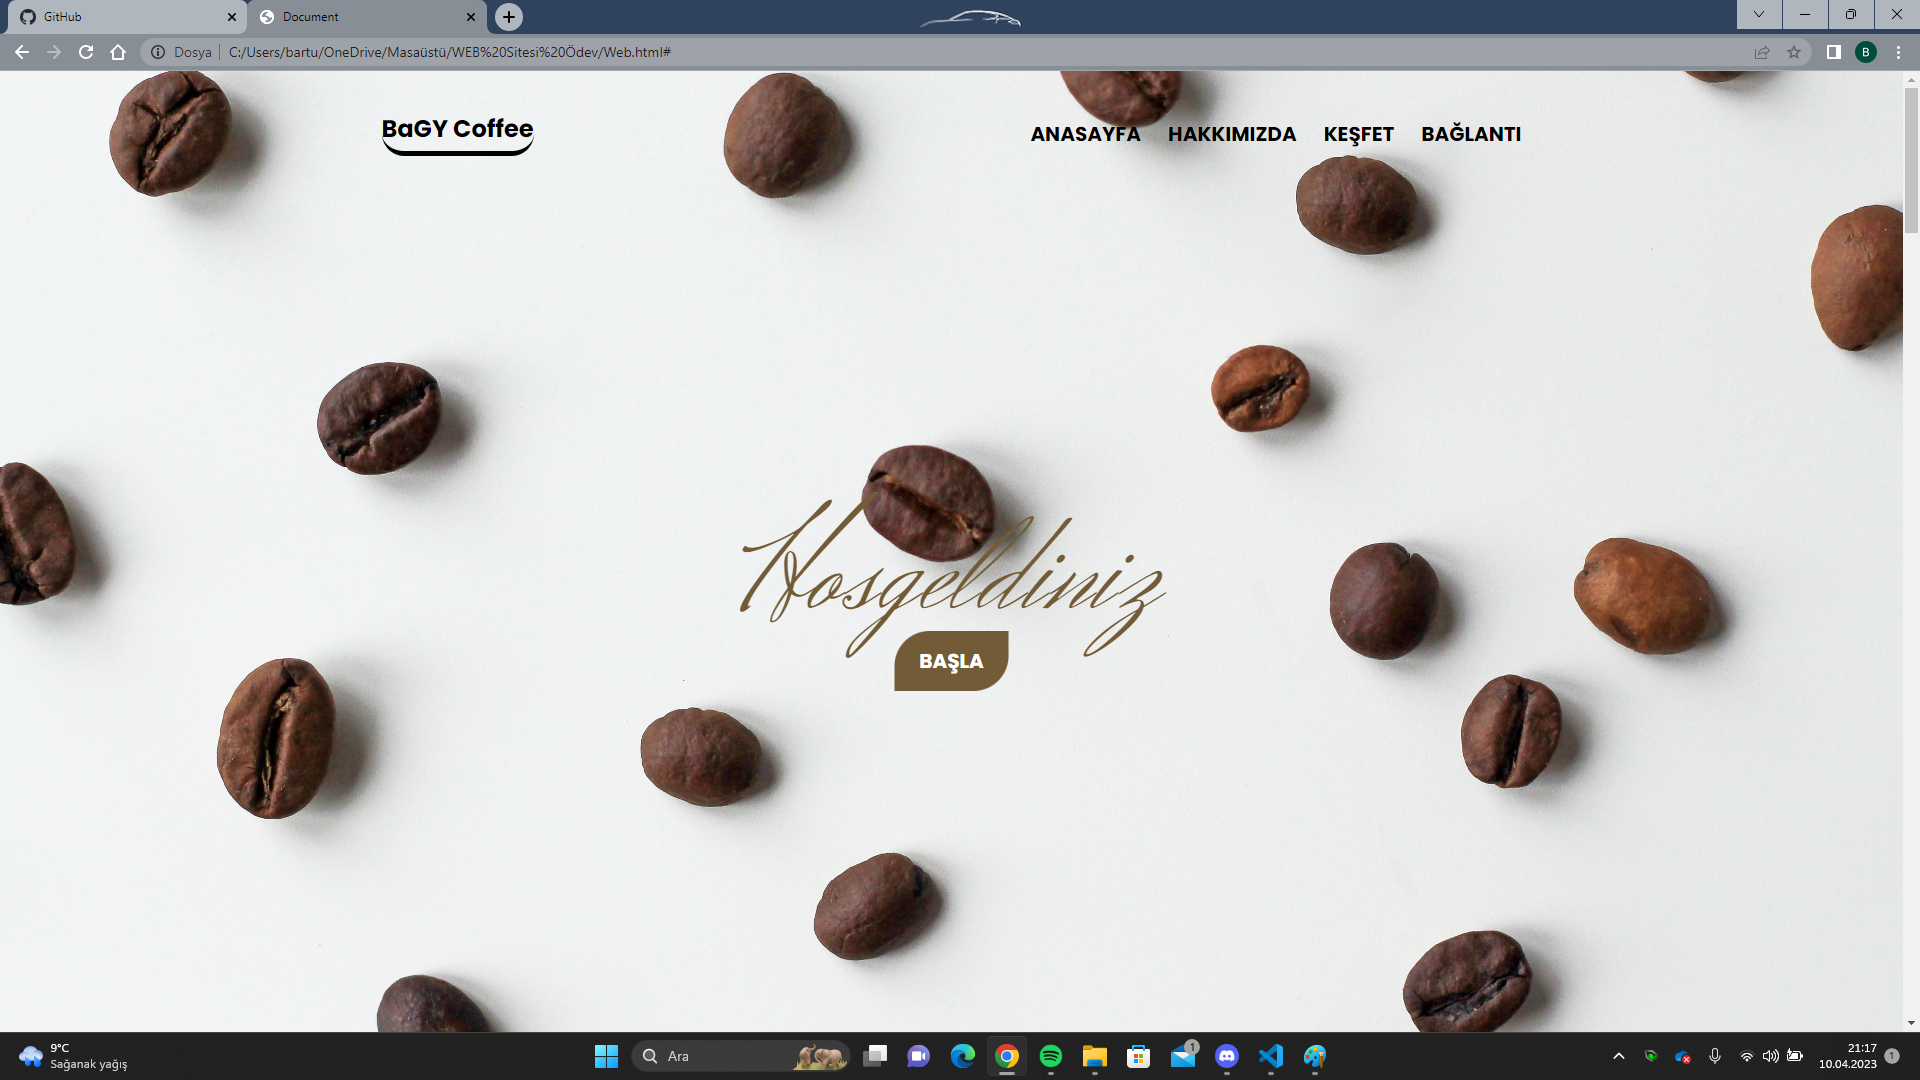 GitHub
Document
Dosya
C:/Users/bartu/OneDrive/Masaüstü/WEB%20Sitesi%20Ödev/Web.html#
B
BaGY Coffee
ANASAYFA HAKKIMIZDA KEŞFET BAĞLANTI
Hosgeldiniz
BAŞLA
9°C
Sağanak yağış
Ara
1
21:17
10.04.2023
1